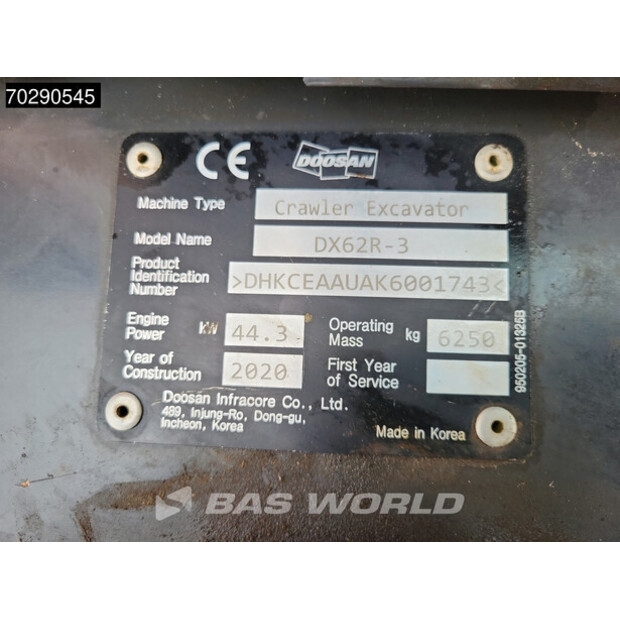 70290545
CE DOOSAN
Machine Type Crawler Excavator
Model Name DX62R-3
Product
Identification
Number >DHKCEAAUAK6001743<
Engine
Power kW 44.3
Operating
Mass kg 6250
Year of
Construction 2020
First Year
of Service
Doosan Infracore Co., Ltd.
489, Injung-Ro, Dong-gu,
Incheon, Korea
Made in Korea
950205-01325B
BAS WORLD